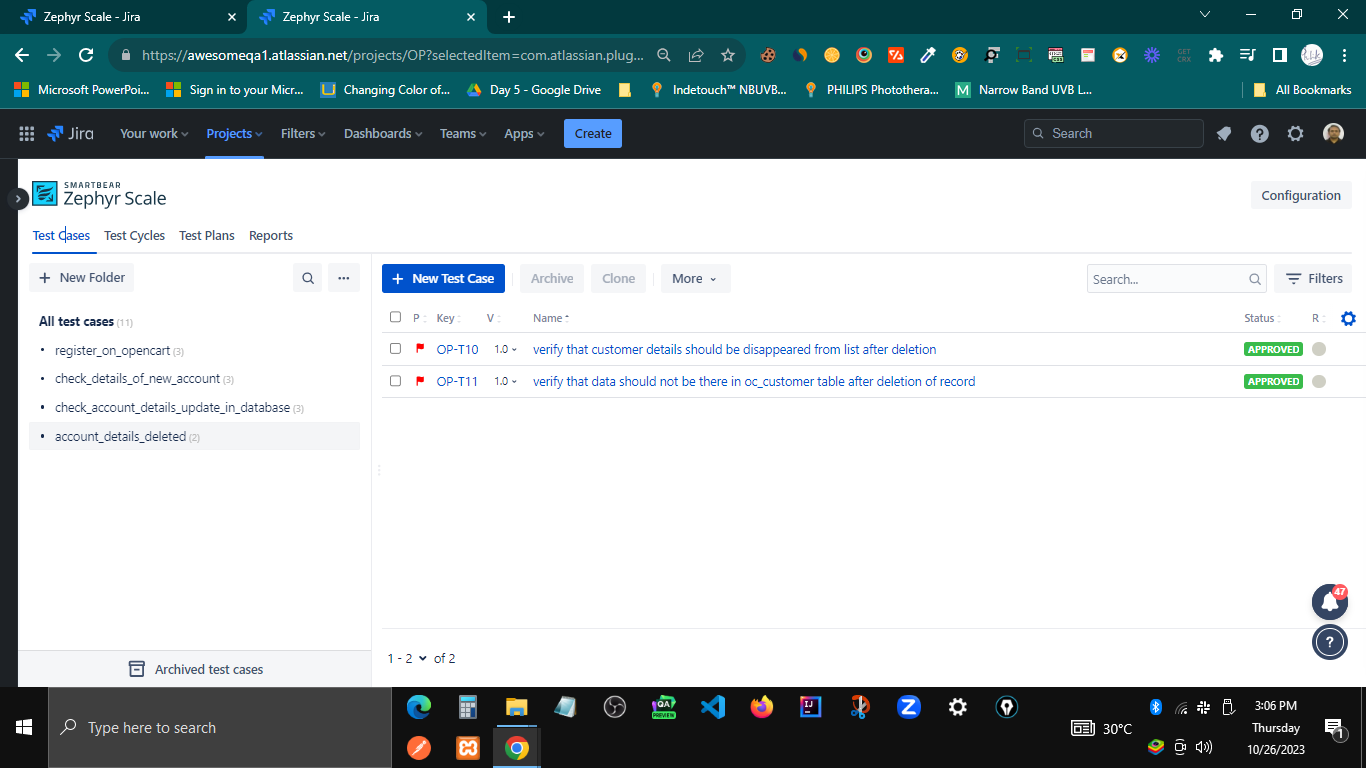 Zephyr Scale - Jira
Zephyr Scale - Jira
https://awesomeqa1.atlassian.net/projects/OP?selectedItem=com.atlassian.plug...
GET CRX
Microsoft PowerPoi...
Sign in to your Micr...
Changing Color of...
Day 5 - Google Drive
Indetouch™ NBUVB...
PHILIPS Photothera...
M
Narrow Band UVB L...
All Bookmarks
Jira
Your work
Projects
Filters
Dashboards
Teams
Apps
Create
Search
SMARTBEAR
Zephyr Scale
Configuration
Test Cases
Test Cycles
Test Plans
Reports
+ New Folder
...
+ New Test Case
Archive
Clone
More
Search...
Filters
All test cases (11)
register_on_opencart (3)
check_details_of_new_account (3)
check_account_details_update_in_database (3)
account_details_deleted (2)
P Key V Name Status R
OP-T10 1.0 verify that customer details should be disappeared from list after deletion APPROVED
OP-T11 1.0 verify that data should not be there in oc_customer table after deletion of record APPROVED
47
?
1 - 2 of 2
Archived test cases
Type here to search
QA
PREVIEW
IJ
Z
30°C
3:06 PM
Thursday
10/26/2023
1